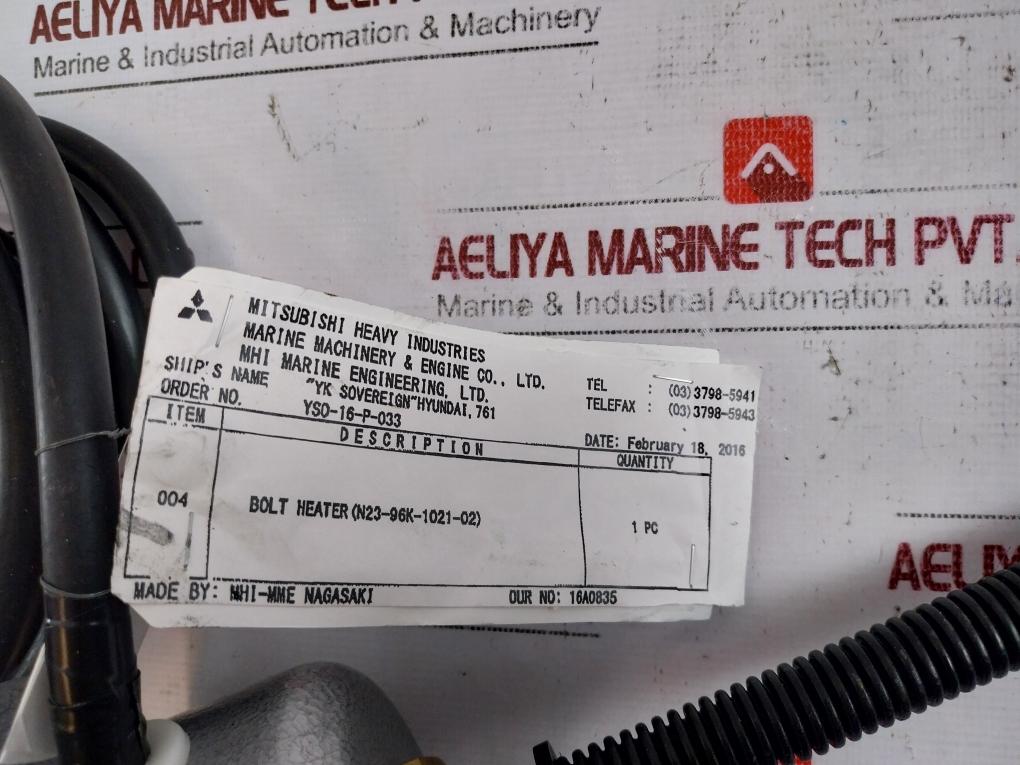 AELIYA MARINE TECH
Marine & Industrial Automation & Machinery
AELIYA MARINE TECH PVT.
Marine & Industrial Automation & Ma
MITSUBISHI HEAVY INDUSTRIES
MARINE MACHINERY & ENGINE CO., LTD.
MHI MARINE ENGINEERING, LTD.
TEL : (03)3798-5941
TELEFAX : (03)3798-5943
SHIP'S NAME "YK SOVEREIGN"HYUNDAI, 761
ORDER NO. YSO-16-P-033
DATE: February 18, 2016
ITEM DESCRIPTION QUANTITY
004 BOLT HEATER(N23-96K-1021-02) 1 PC
MADE BY: MHI-MME NAGASAKI OUR NO: 16A0835
AELIYA